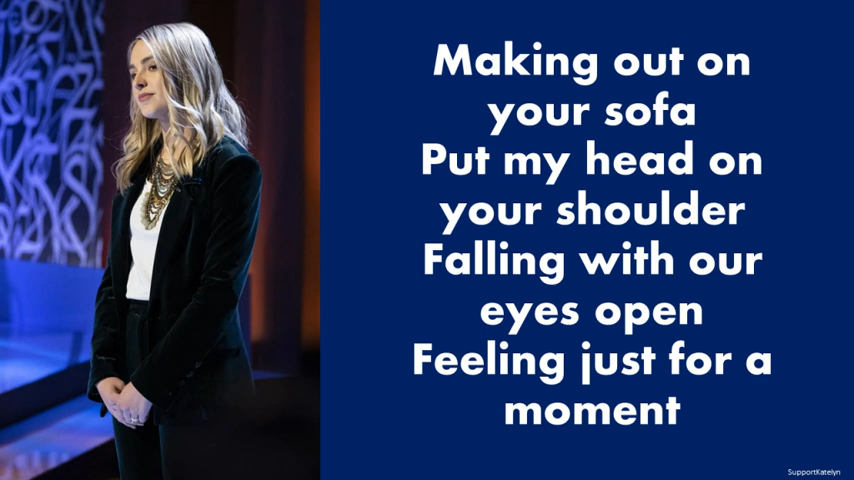 Making out on
your sofa
Put my head on
your shoulder
Falling with our
eyes open
Feeling just for a
moment
SupportKatelyn